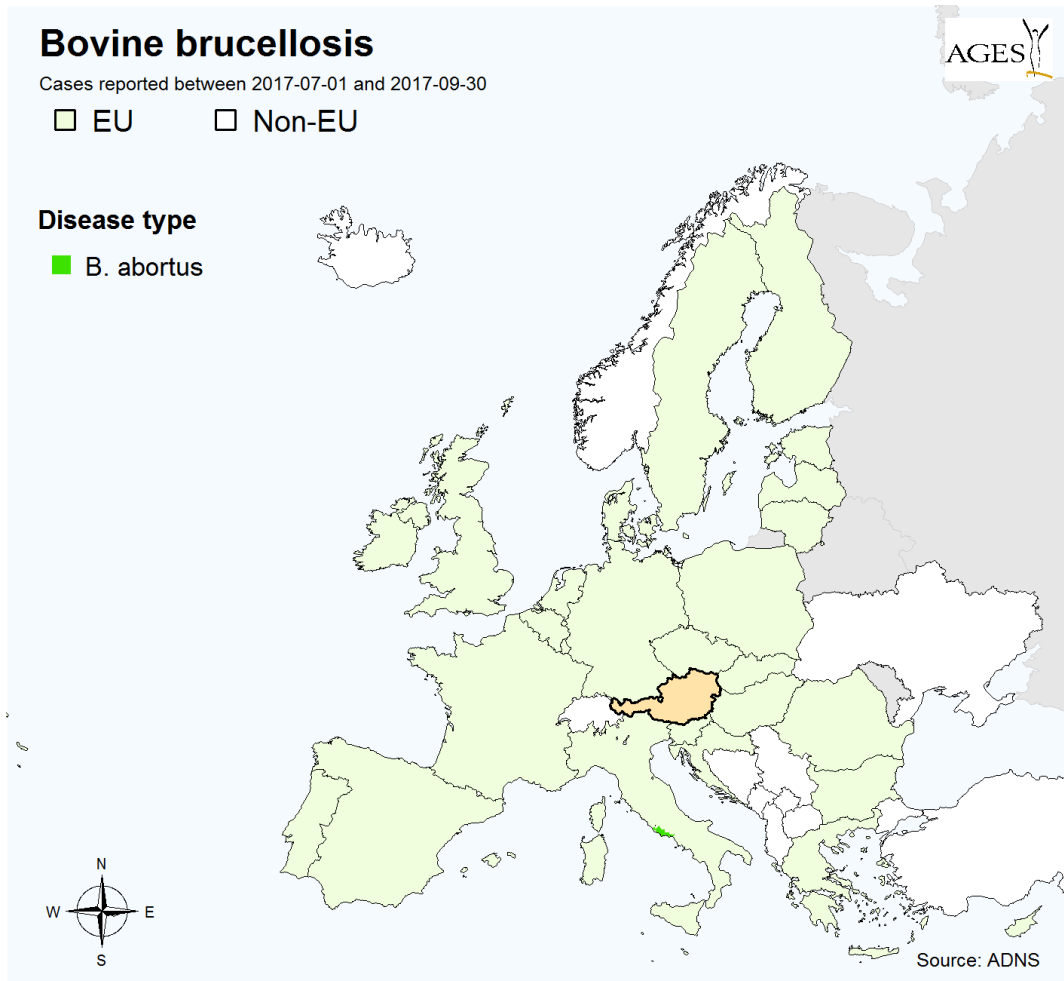 Bovine brucellosis
Cases reported between 2017-07-01 and 2017-09-30
EU Non-EU
AGES
Disease type
B. abortus
N
W E
S
Source: ADNS